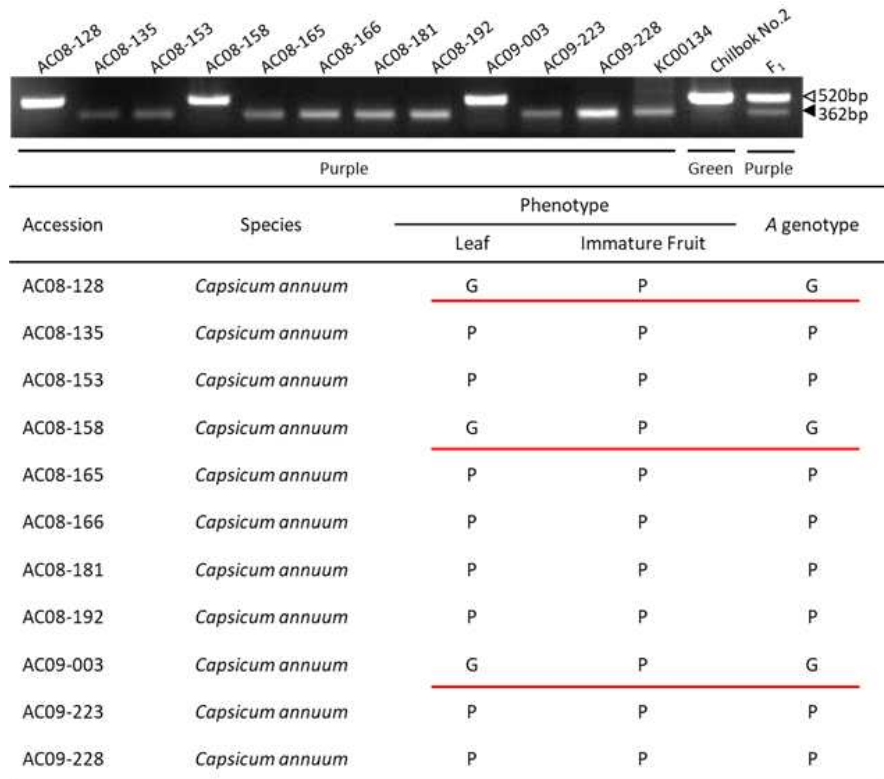 AC08-128 AC08-135 AC08-153 AC08-158 AC08-165 AC08-166 AC08-181 AC08-192 AC09-003 AC09-223 AC09-228 KC00134 Chilbok No.2 F₁
520bp
362bp
Purple Green Purple
Accession Species Phenotype A genotype
Leaf Immature Fruit
AC08-128 Capsicum annuum G P G
AC08-135 Capsicum annuum P P P
AC08-153 Capsicum annuum P P P
AC08-158 Capsicum annuum G P G
AC08-165 Capsicum annuum P P P
AC08-166 Capsicum annuum P P P
AC08-181 Capsicum annuum P P P
AC08-192 Capsicum annuum P P P
AC09-003 Capsicum annuum G P G
AC09-223 Capsicum annuum P P P
AC09-228 Capsicum annuum P P P